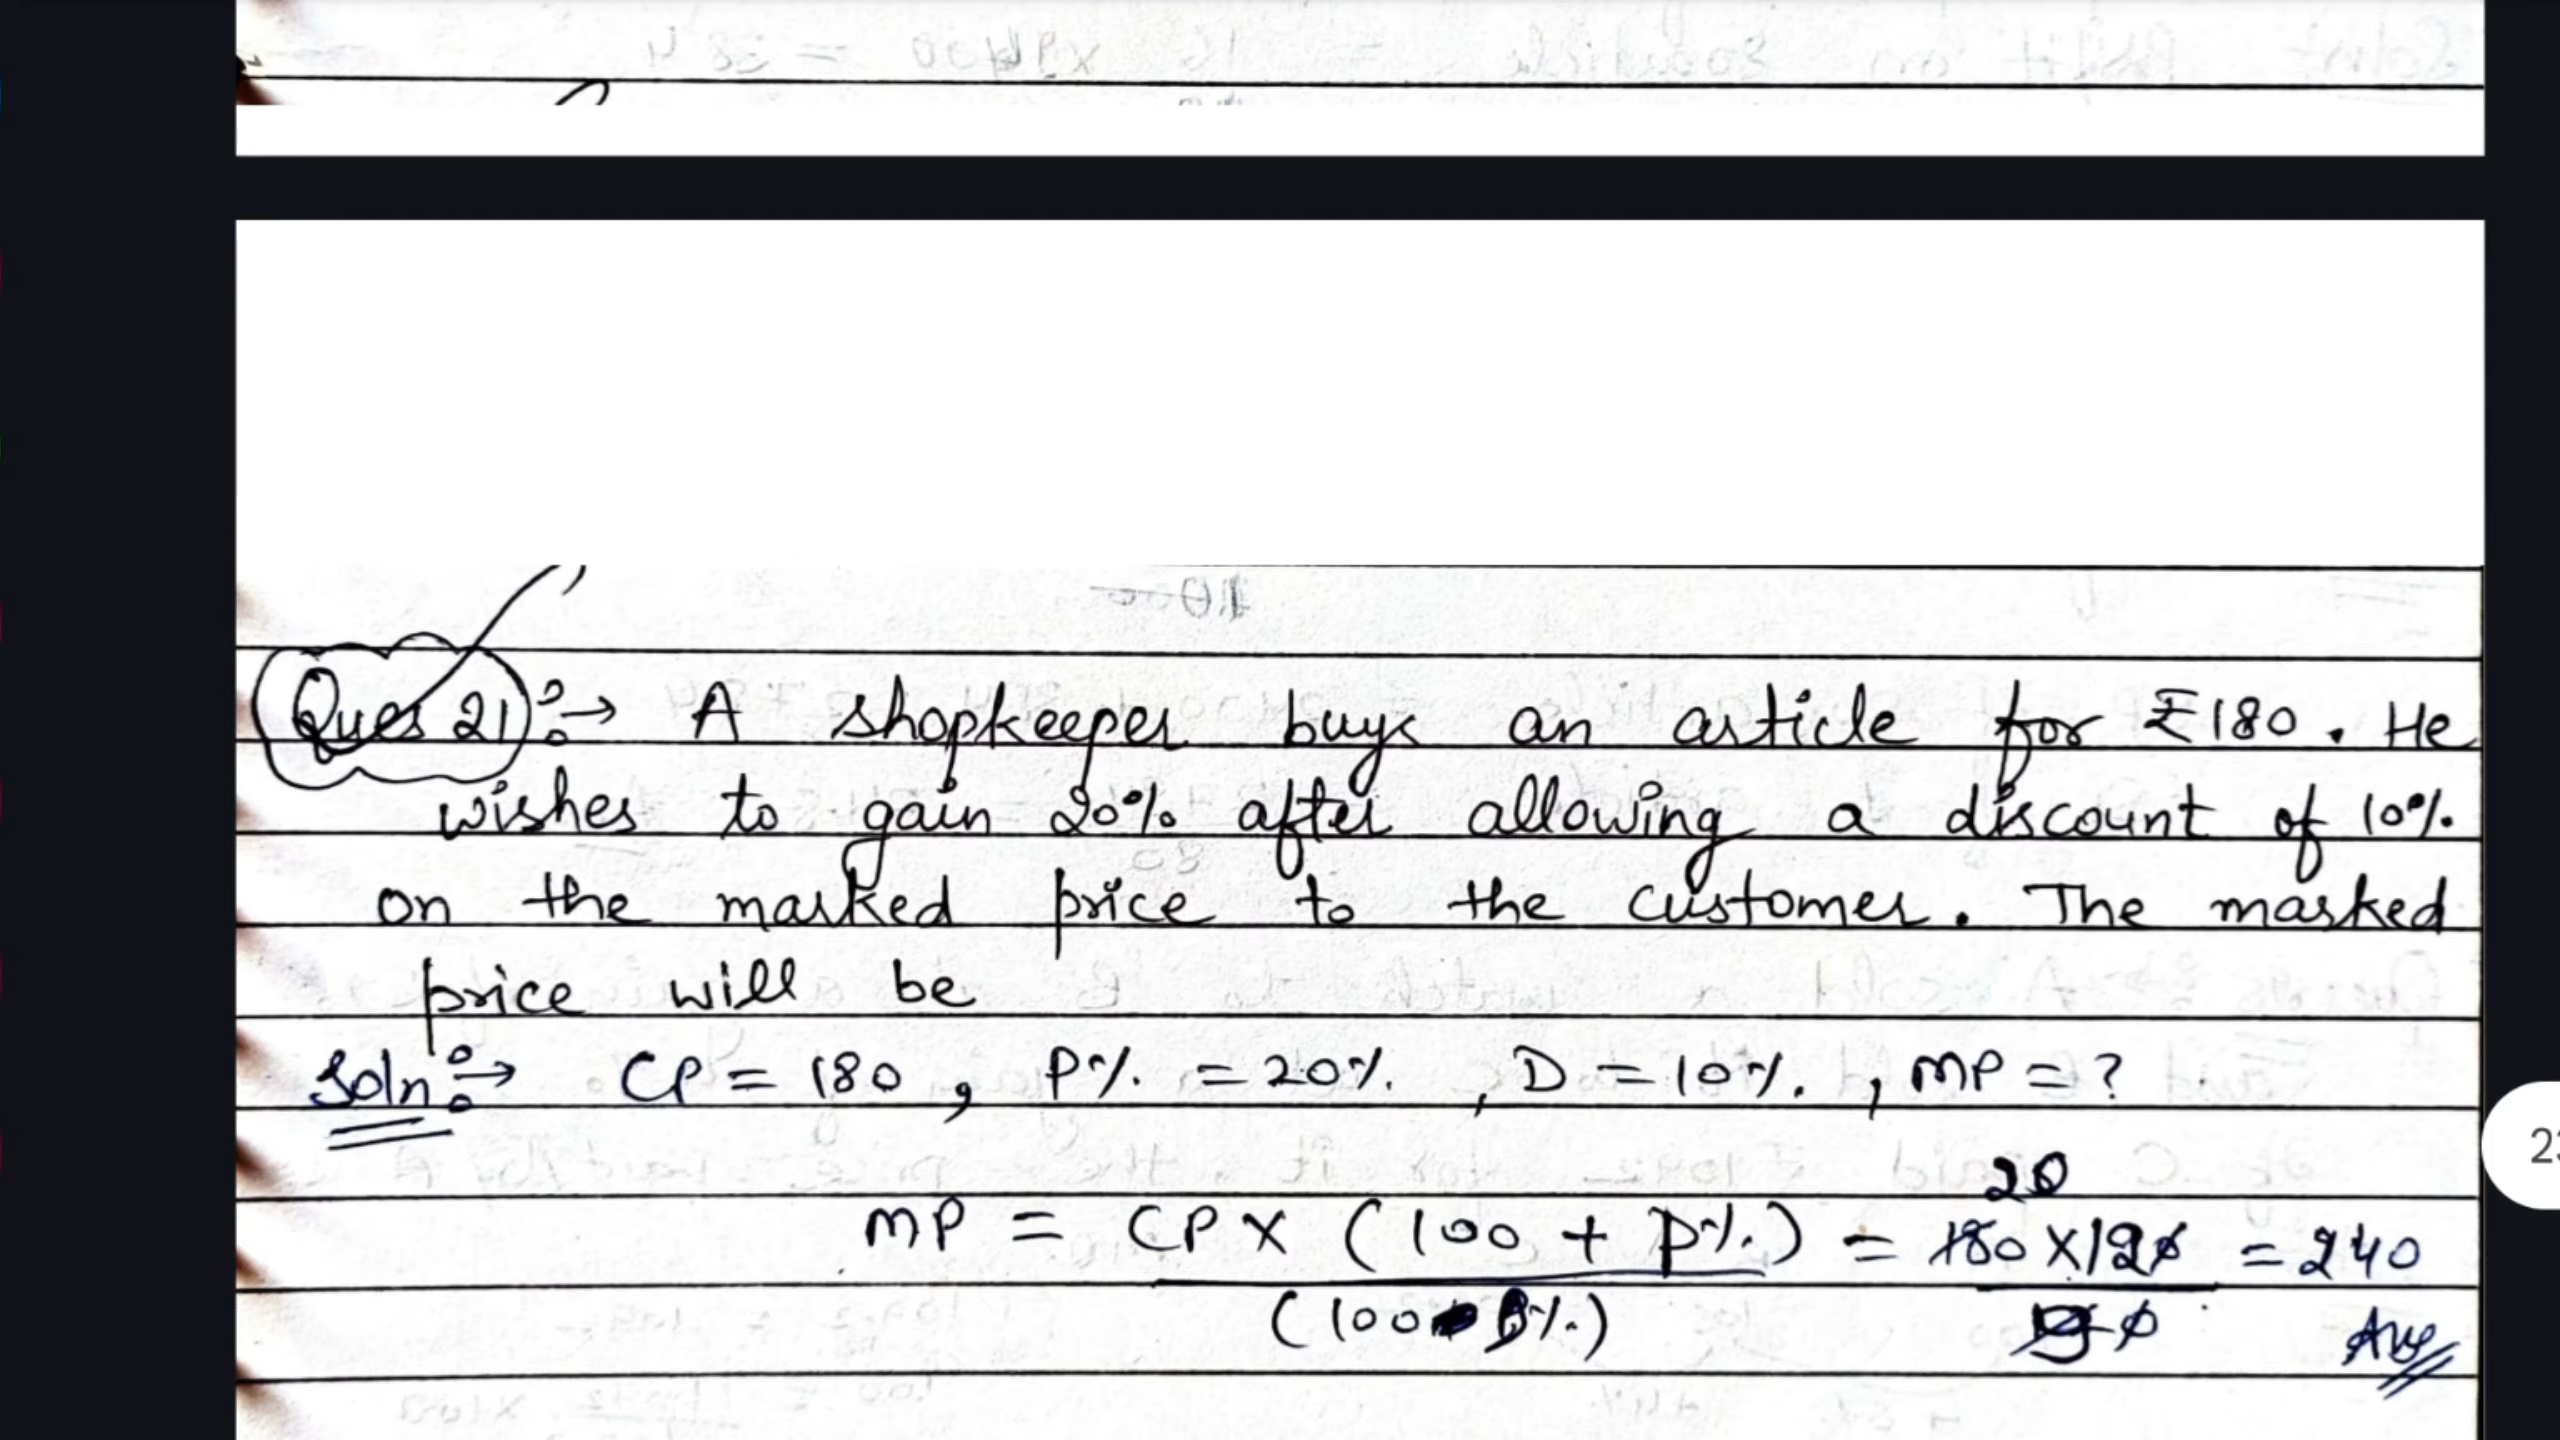 Ques 21:→ A shopkeeper buys an article for ₹180. He
wishes to gain 20% after allowing a discount of 10%
on the marked price to the customer. The marked
price will be
Soln:→ CP = 180, P% = 20%, D = 10%, MP = ?
20
MP = CP × (100 + P%) = 180 × 120 = 240
(100 - D%) 90 Ans